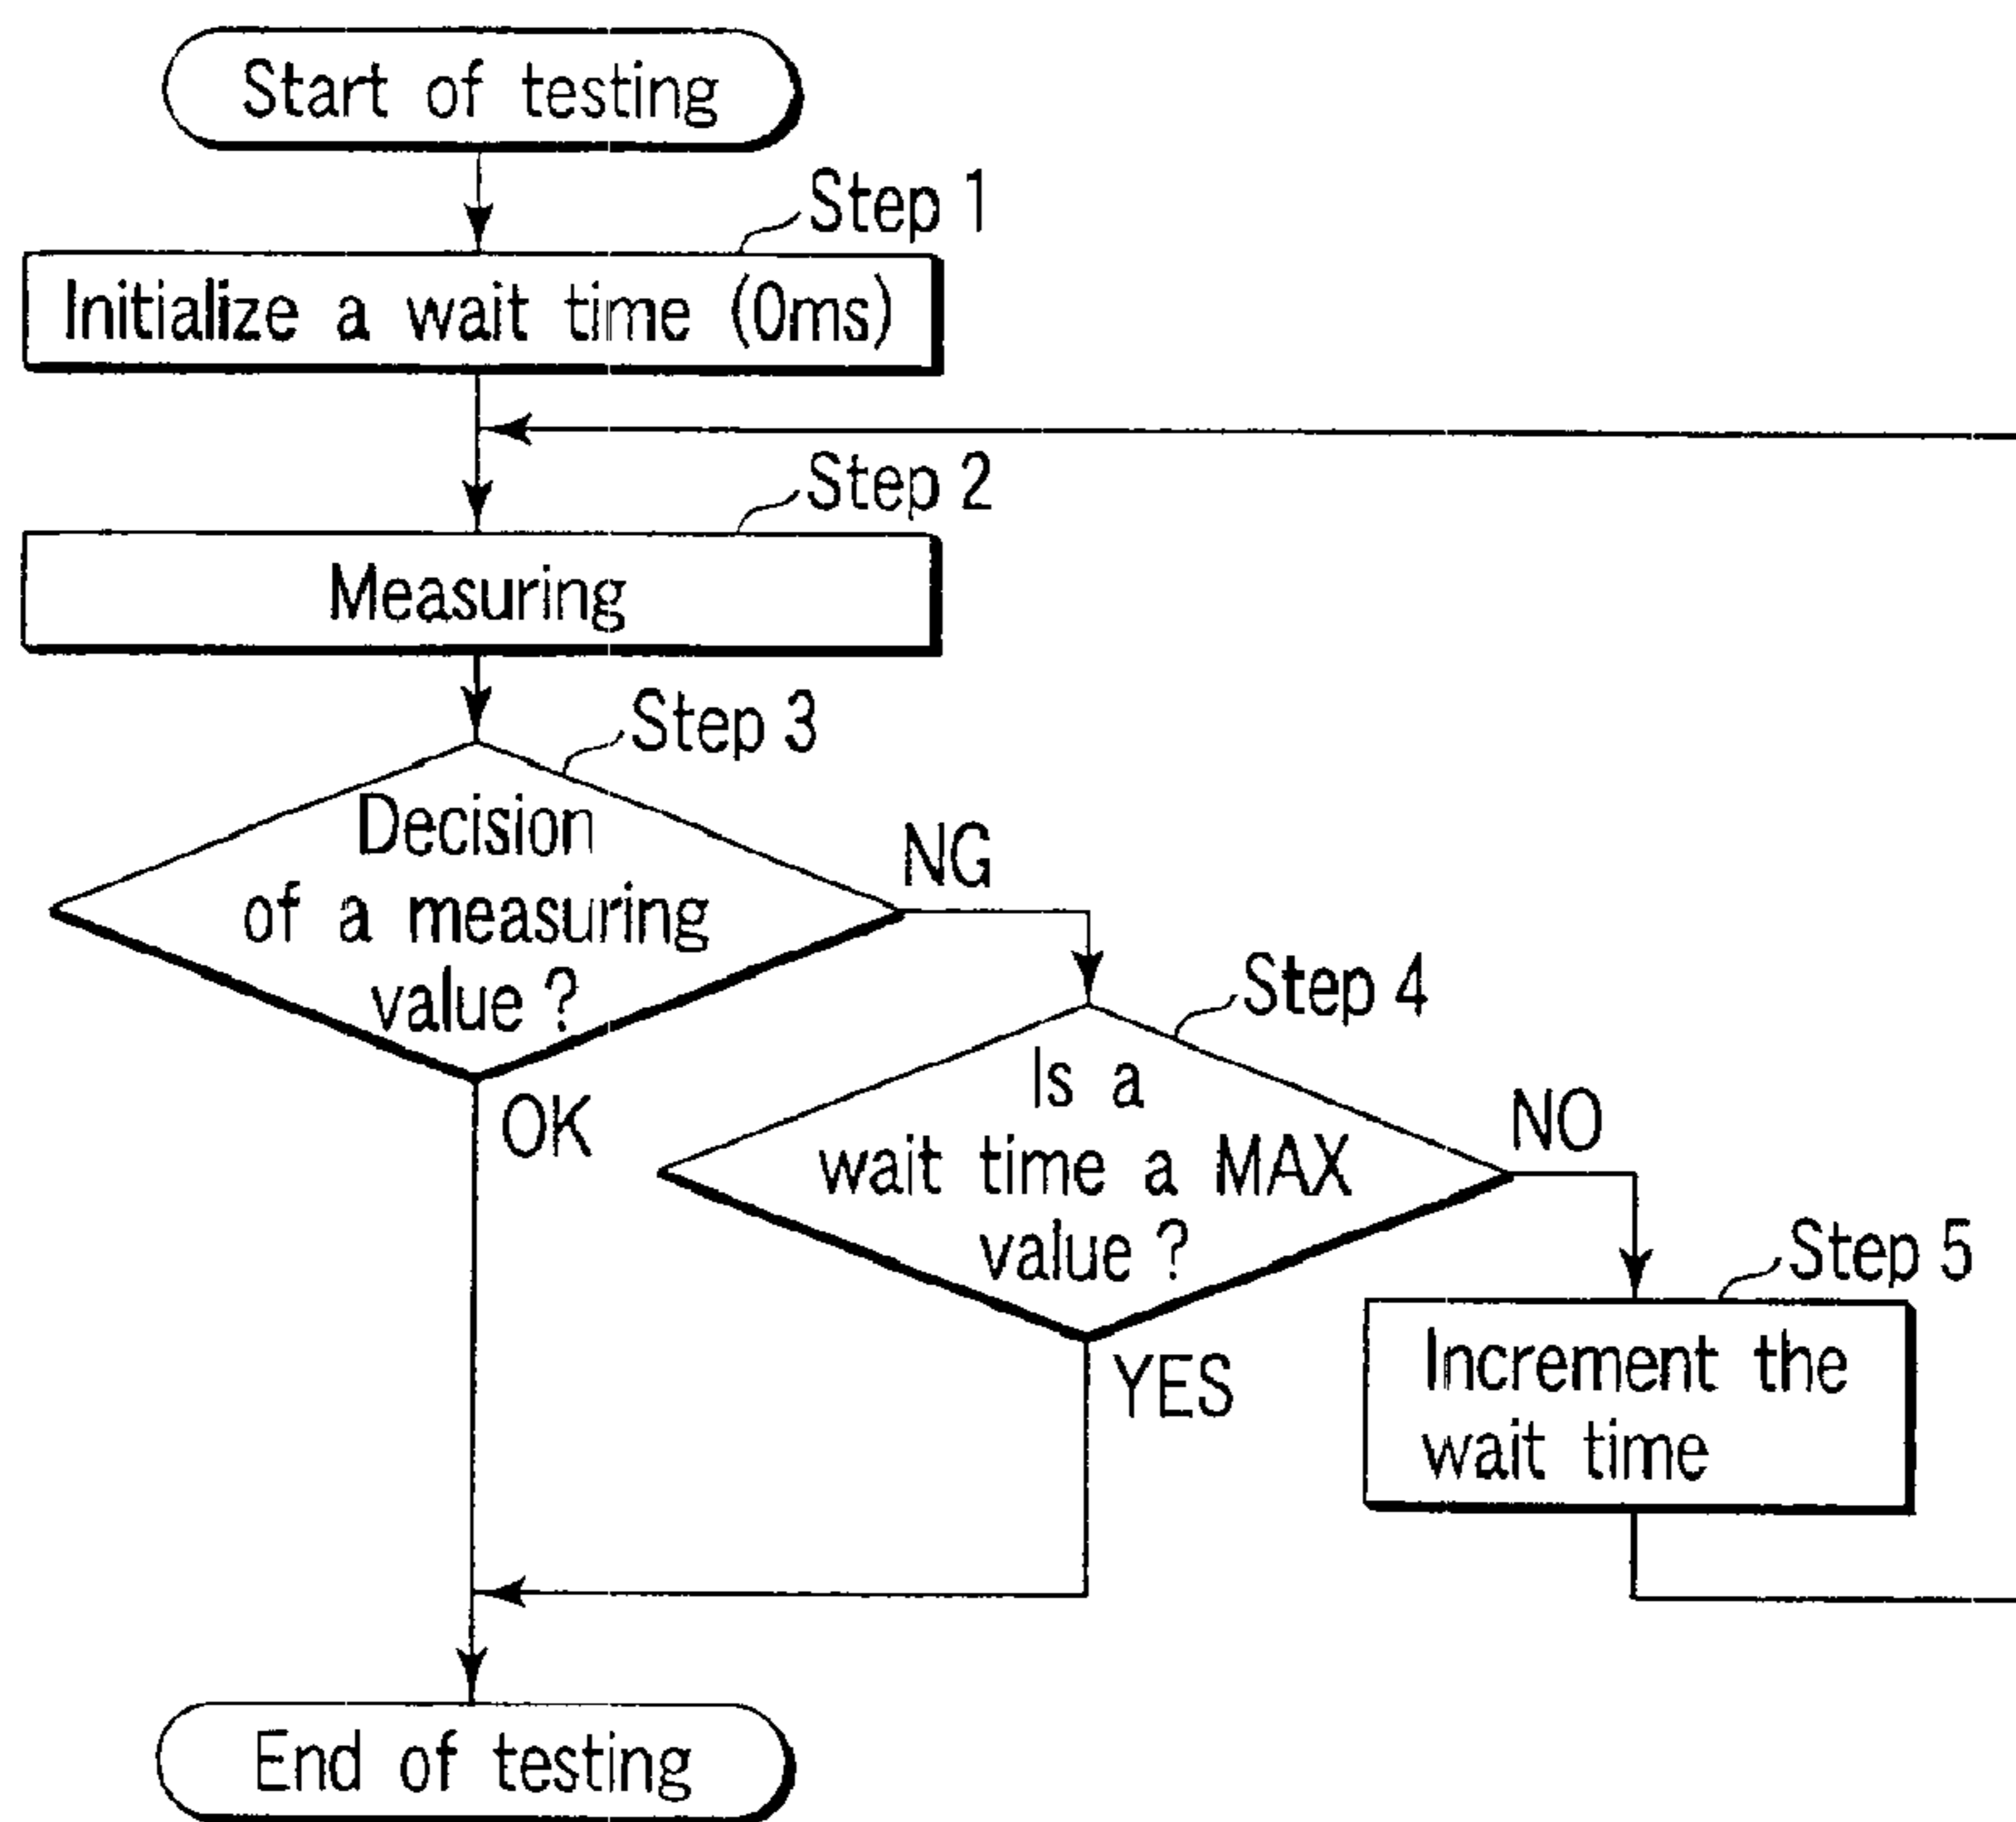 Start of testing
Step 1
Initialize a wait time (0ms)
Step 2
Measuring
Step 3
Decision
of a measuring
value ?
NG
OK
Step 4
Is a
wait time a MAX
value ?
NO
YES
Step 5
Increment the
wait time
End of testing